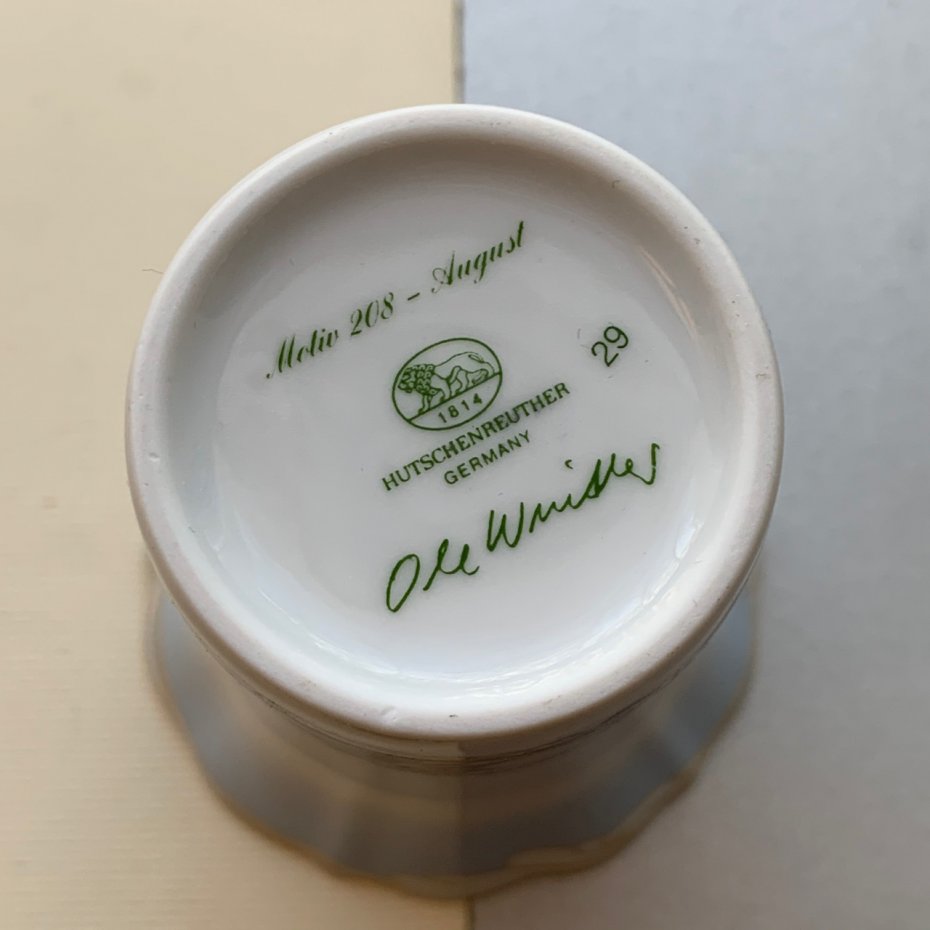 Motiv 208 – August
29
1814
HUTSCHENREUTHER
GERMANY
Ole Winther